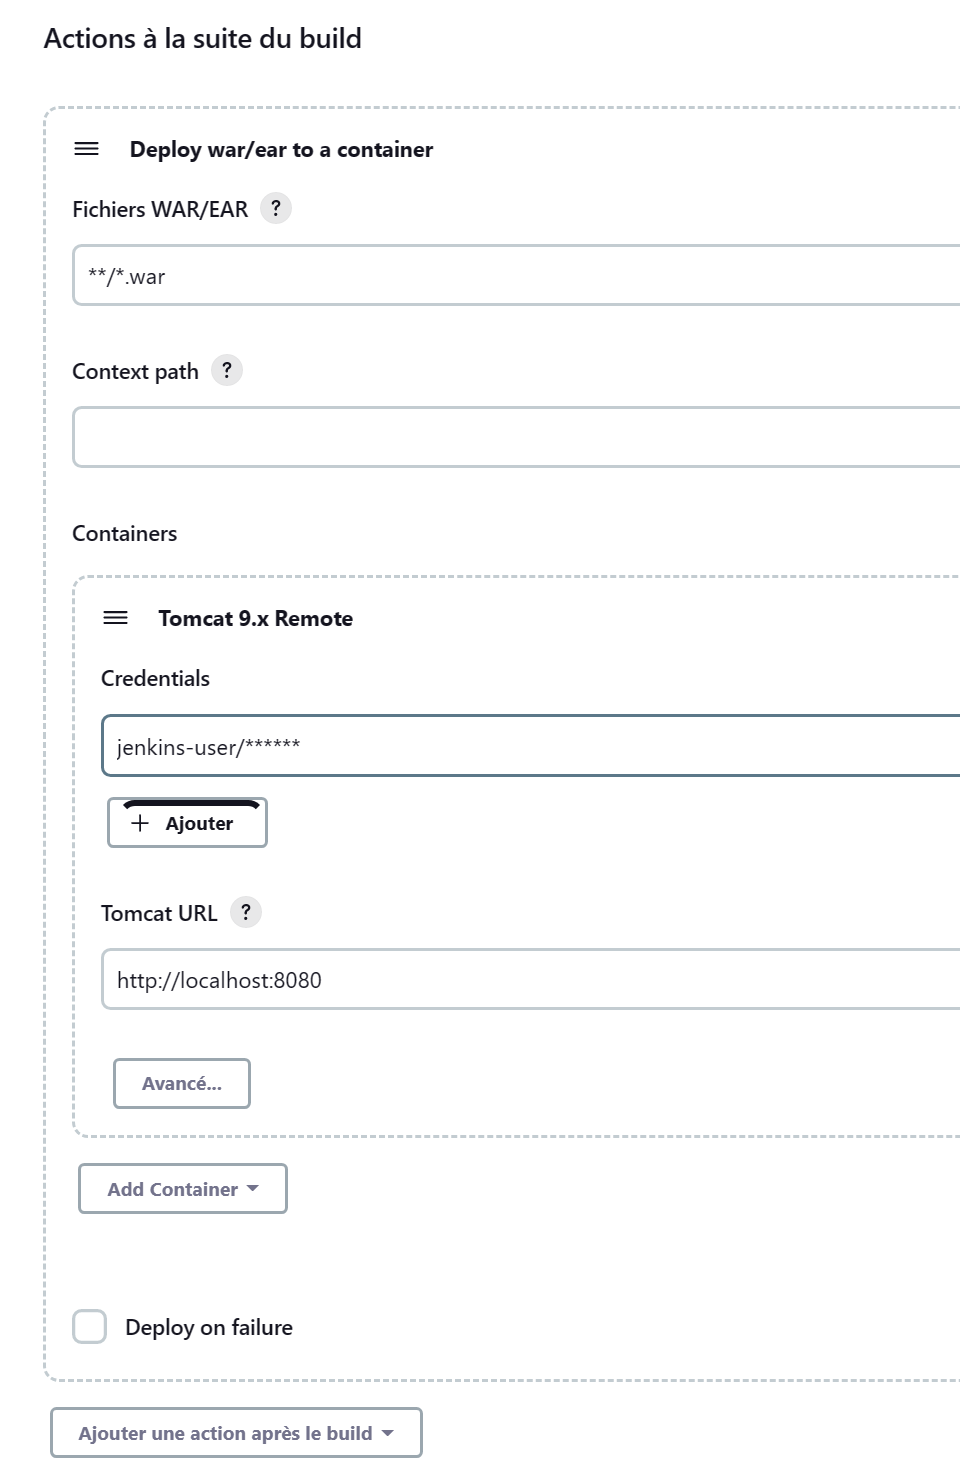 Actions à la suite du build
Deploy war/ear to a container
Fichiers WAR/EAR ?
**/*.war
Context path ?
Containers
Tomcat 9.x Remote
Credentials
jenkins-user/******
+ Ajouter
Tomcat URL ?
http://localhost:8080
Avancé...
Add Container
Deploy on failure
Ajouter une action après le build